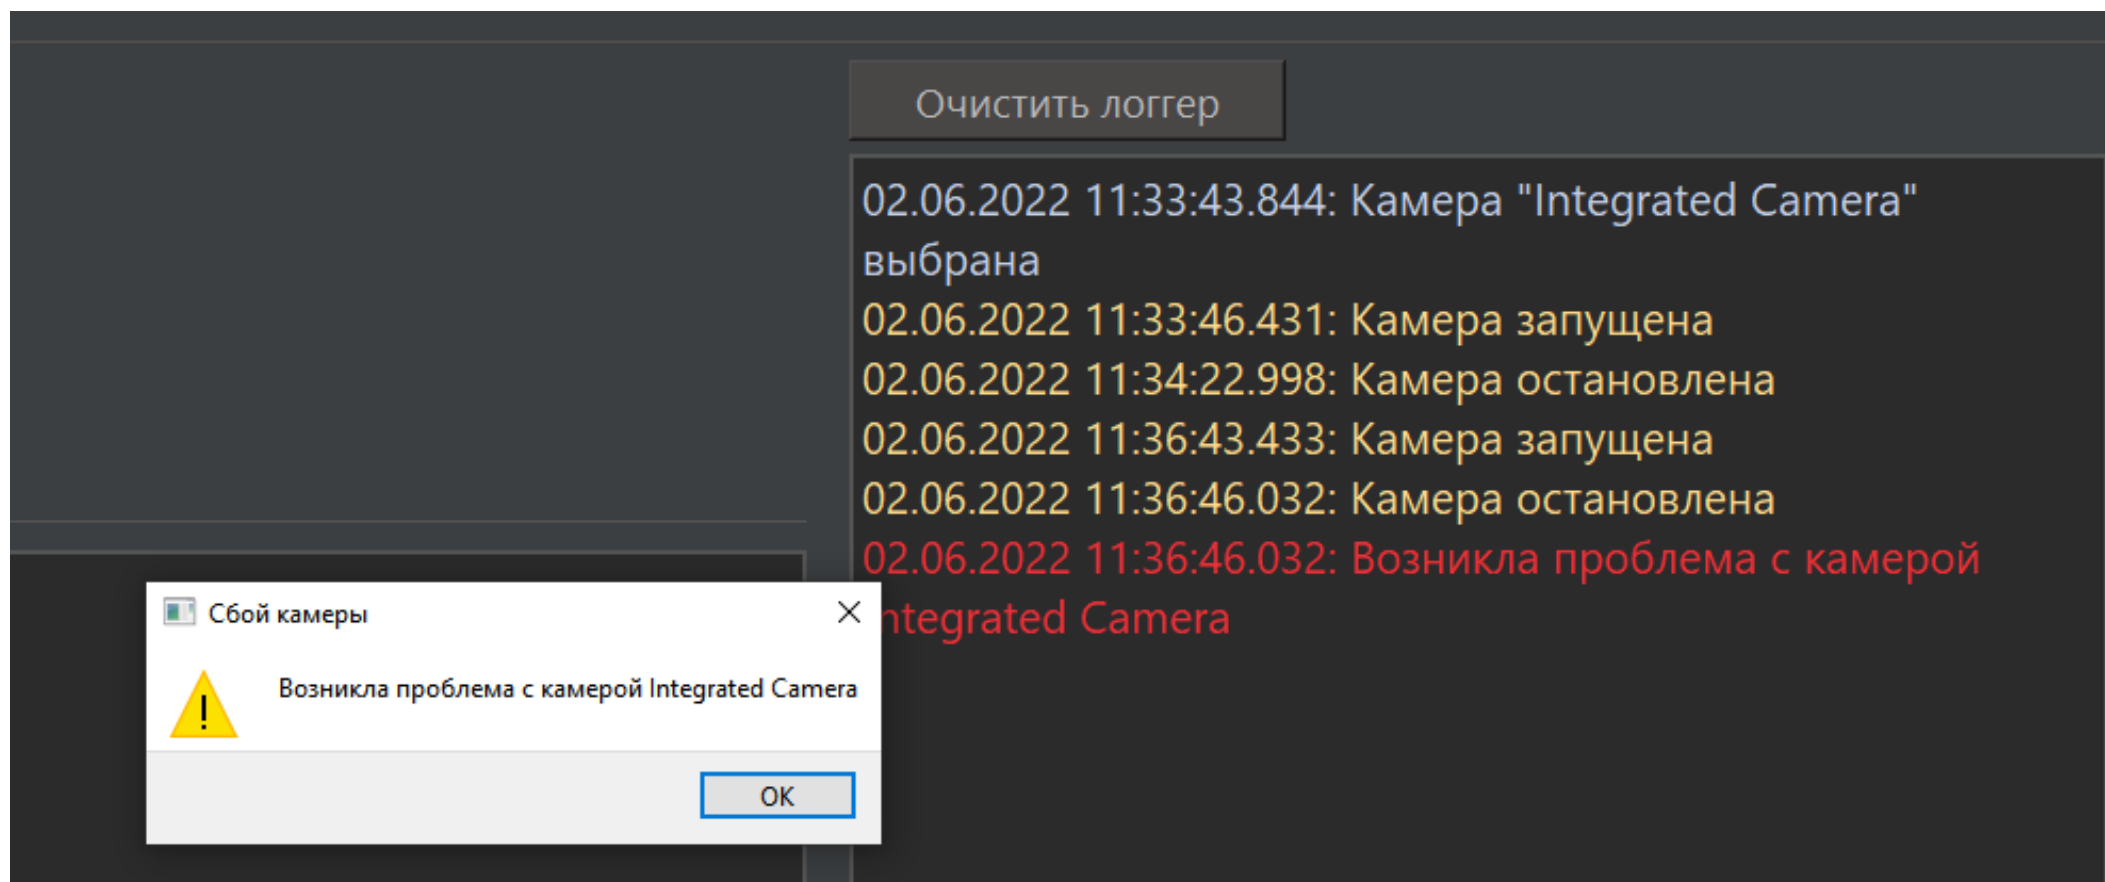 Очистить логгер
02.06.2022 11:33:43.844: Камера "Integrated Camera"
выбрана
02.06.2022 11:33:46.431: Камера запущена
02.06.2022 11:34:22.998: Камера остановлена
02.06.2022 11:36:43.433: Камера запущена
02.06.2022 11:36:46.032: Камера остановлена
02.06.2022 11:36:46.032: Возникла проблема с камерой
ntegrated Camera
Сбой камеры
Возникла проблема с камерой Integrated Camera
OK